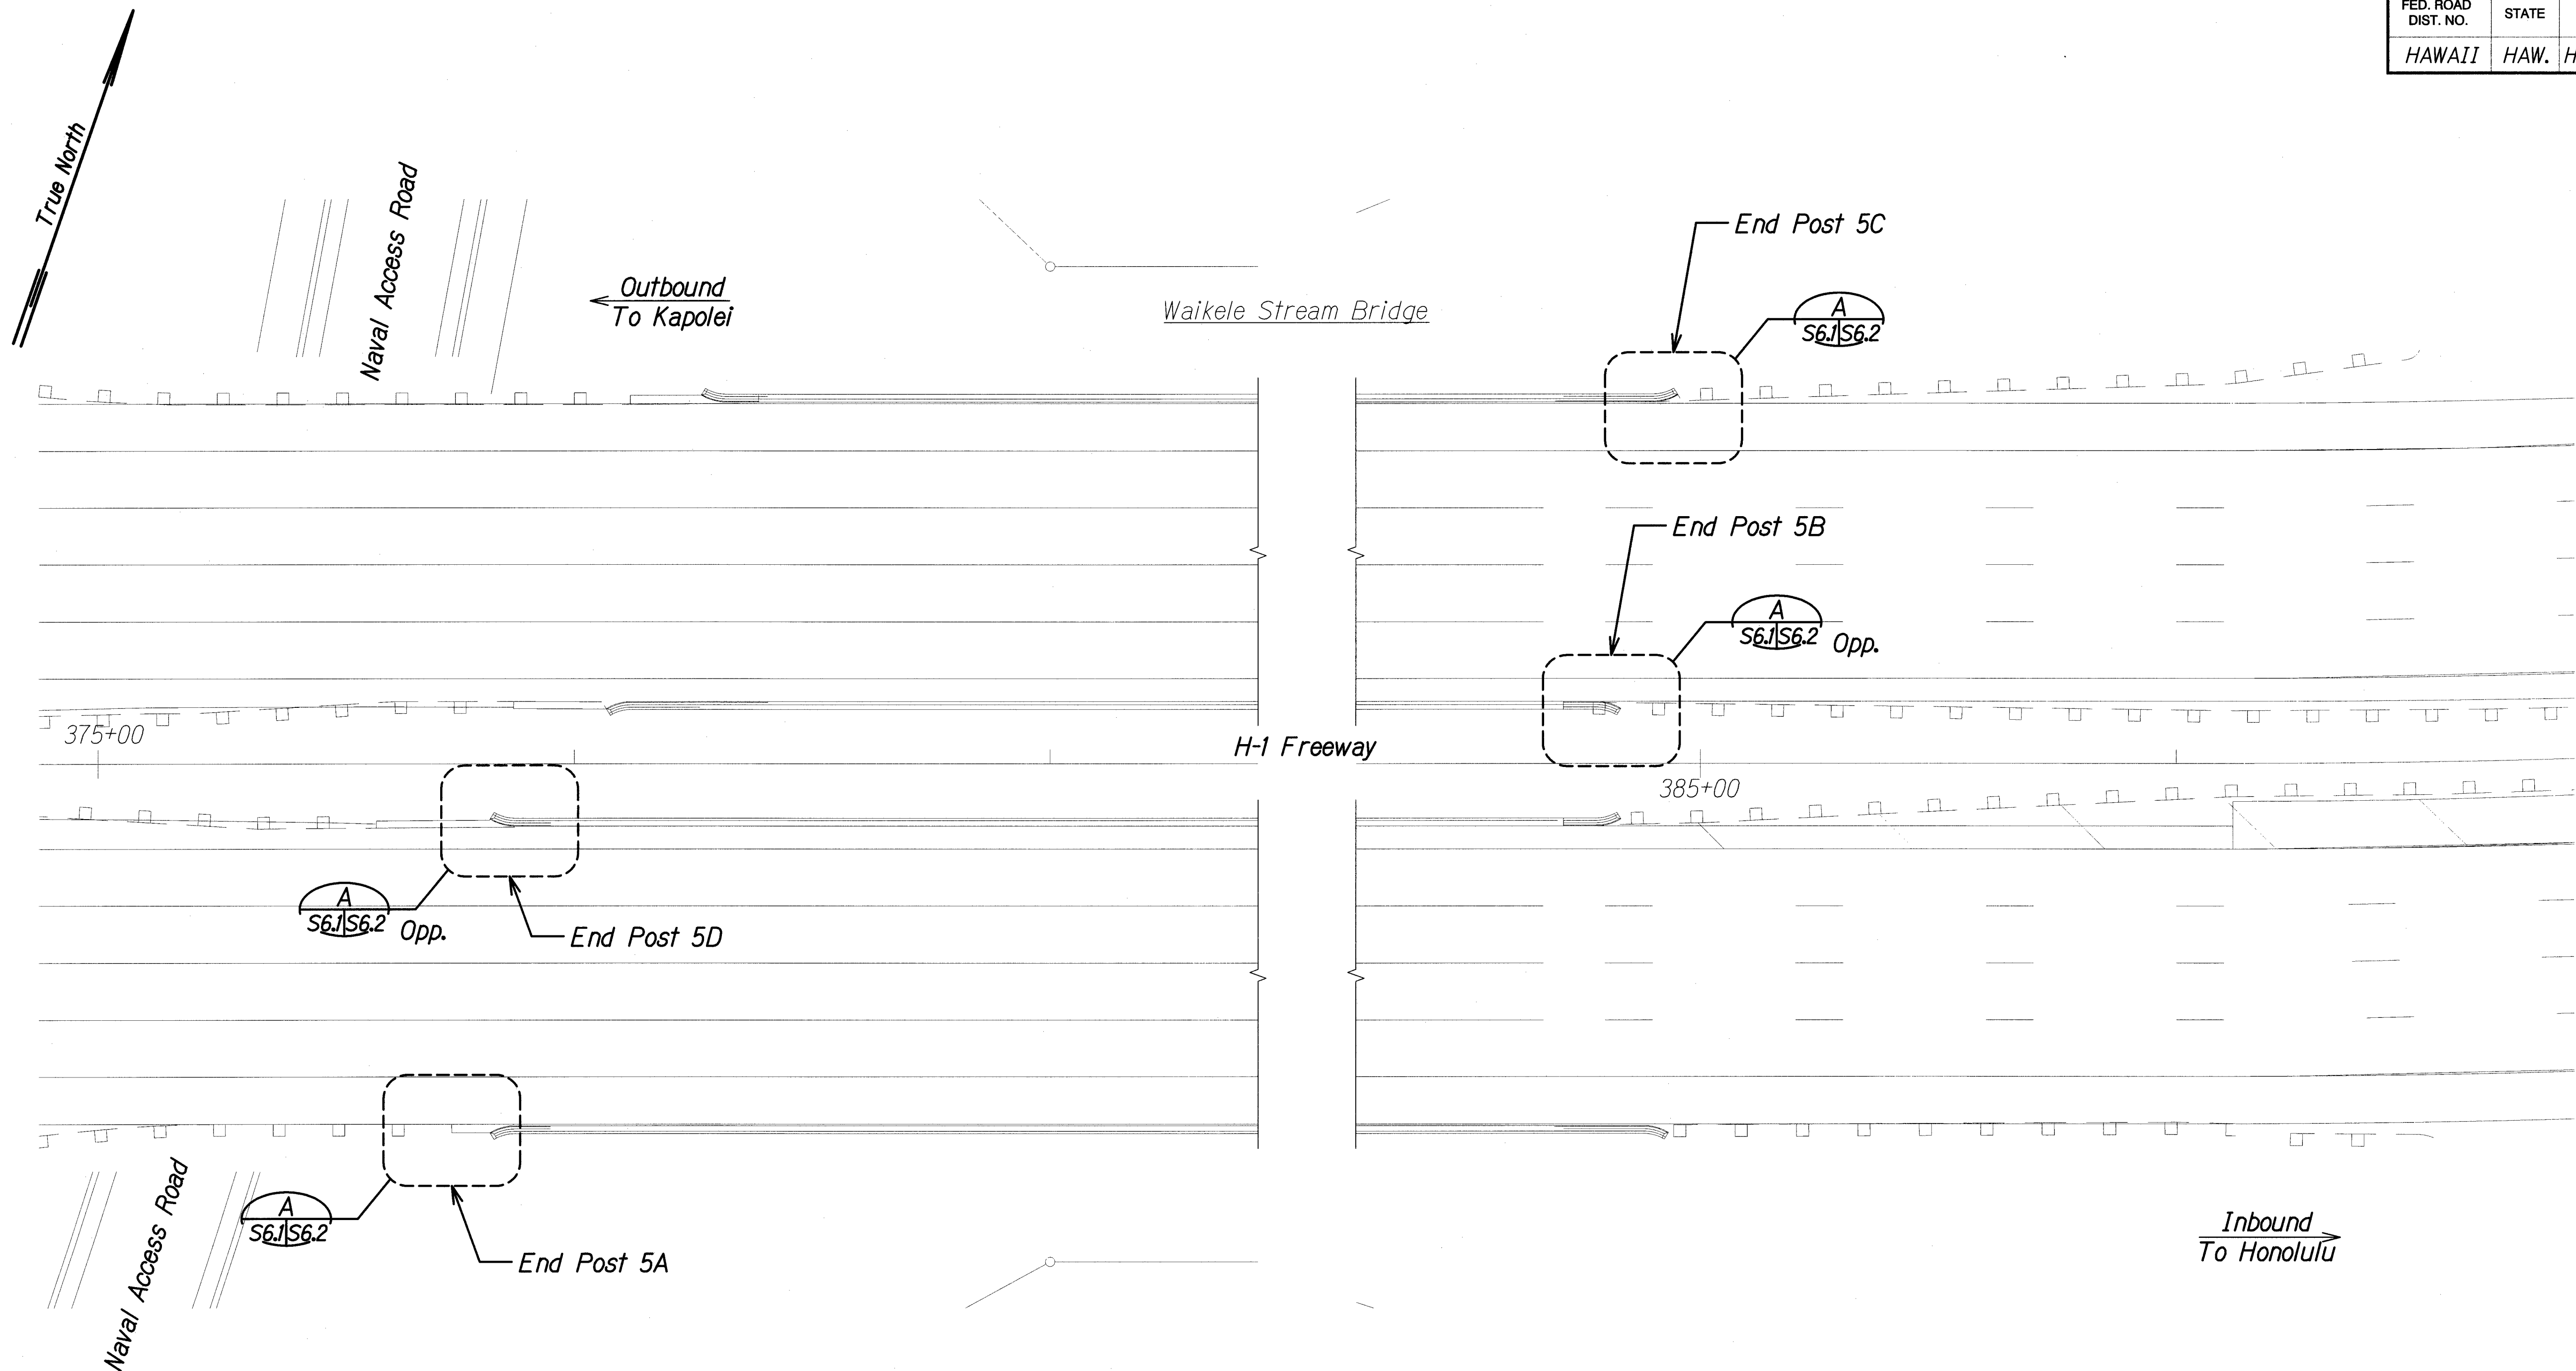 FED. ROAD
DIST. NO.
STATE
HAWAII
HAW.
True North
Naval Access Road
Outbound
To Kapolei
Waikele Stream Bridge
End Post 5C
A
S6.1 S6.2
End Post 5B
A
S6.1 S6.2 Opp.
375+00
H-1 Freeway
385+00
A
S6.1 S6.2 Opp.
End Post 5D
Naval Access Road
A
S6.1 S6.2
End Post 5A
Inbound
To Honolulu